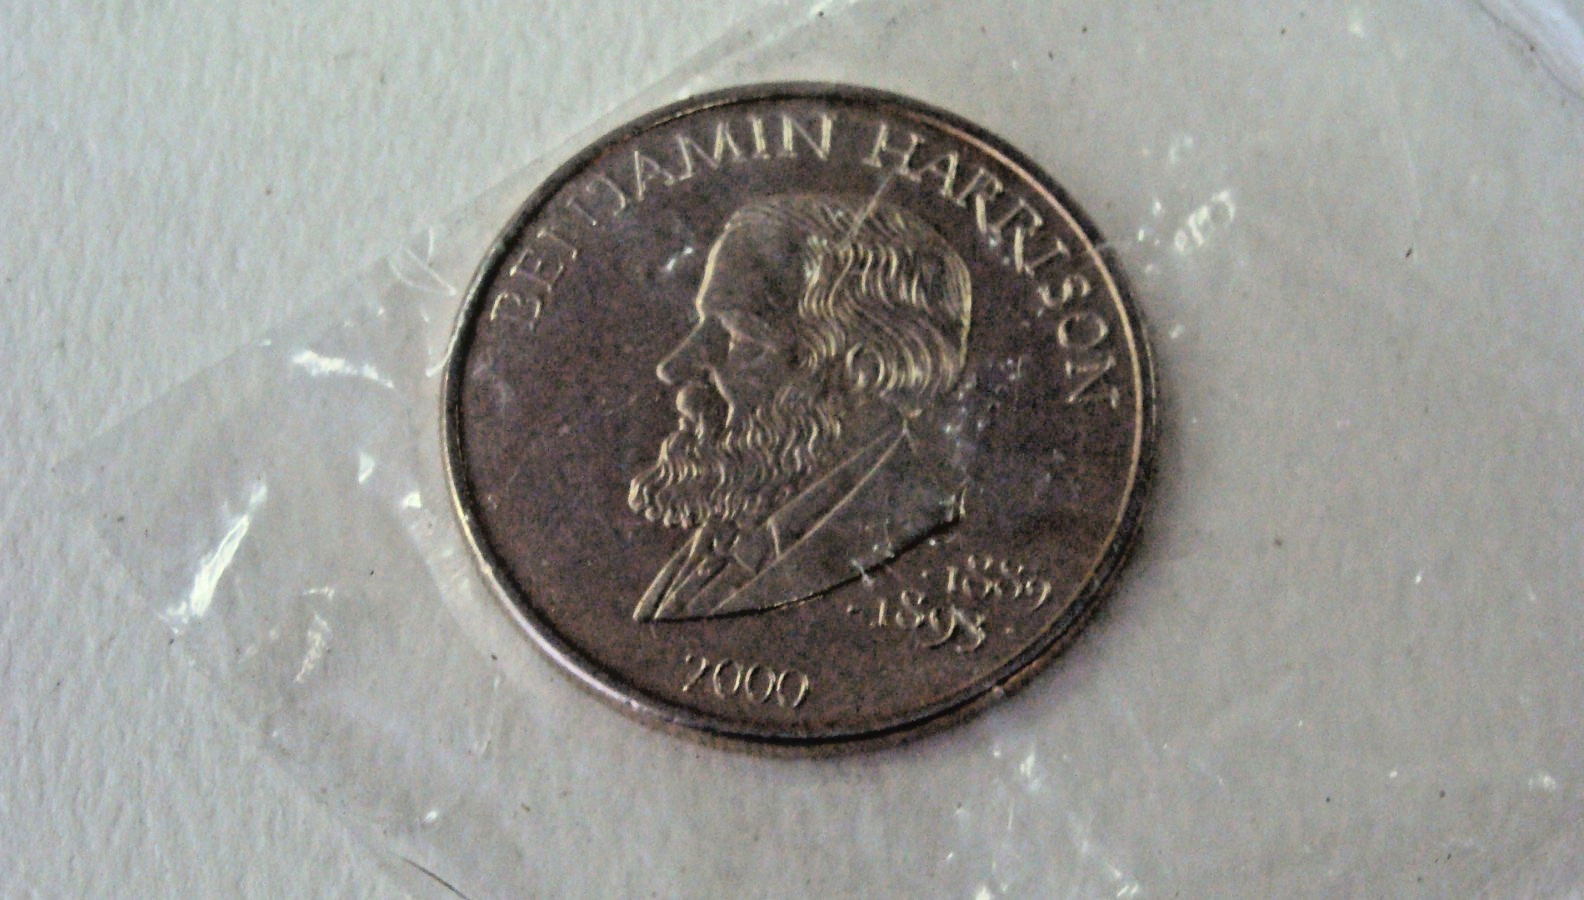 BENJAMIN HARRISON
·1889
·1893·
2000